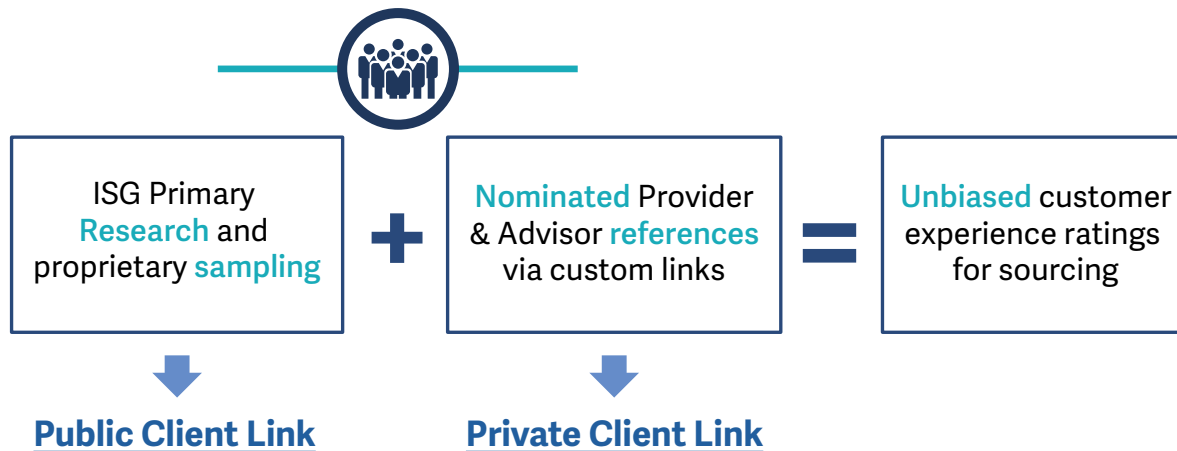 ISG Primary
Research and
proprietary sampling
+
Nominated Provider
& Advisor references
via custom links
=
Unbiased customer
experience ratings
for sourcing
Public Client Link
Private Client Link